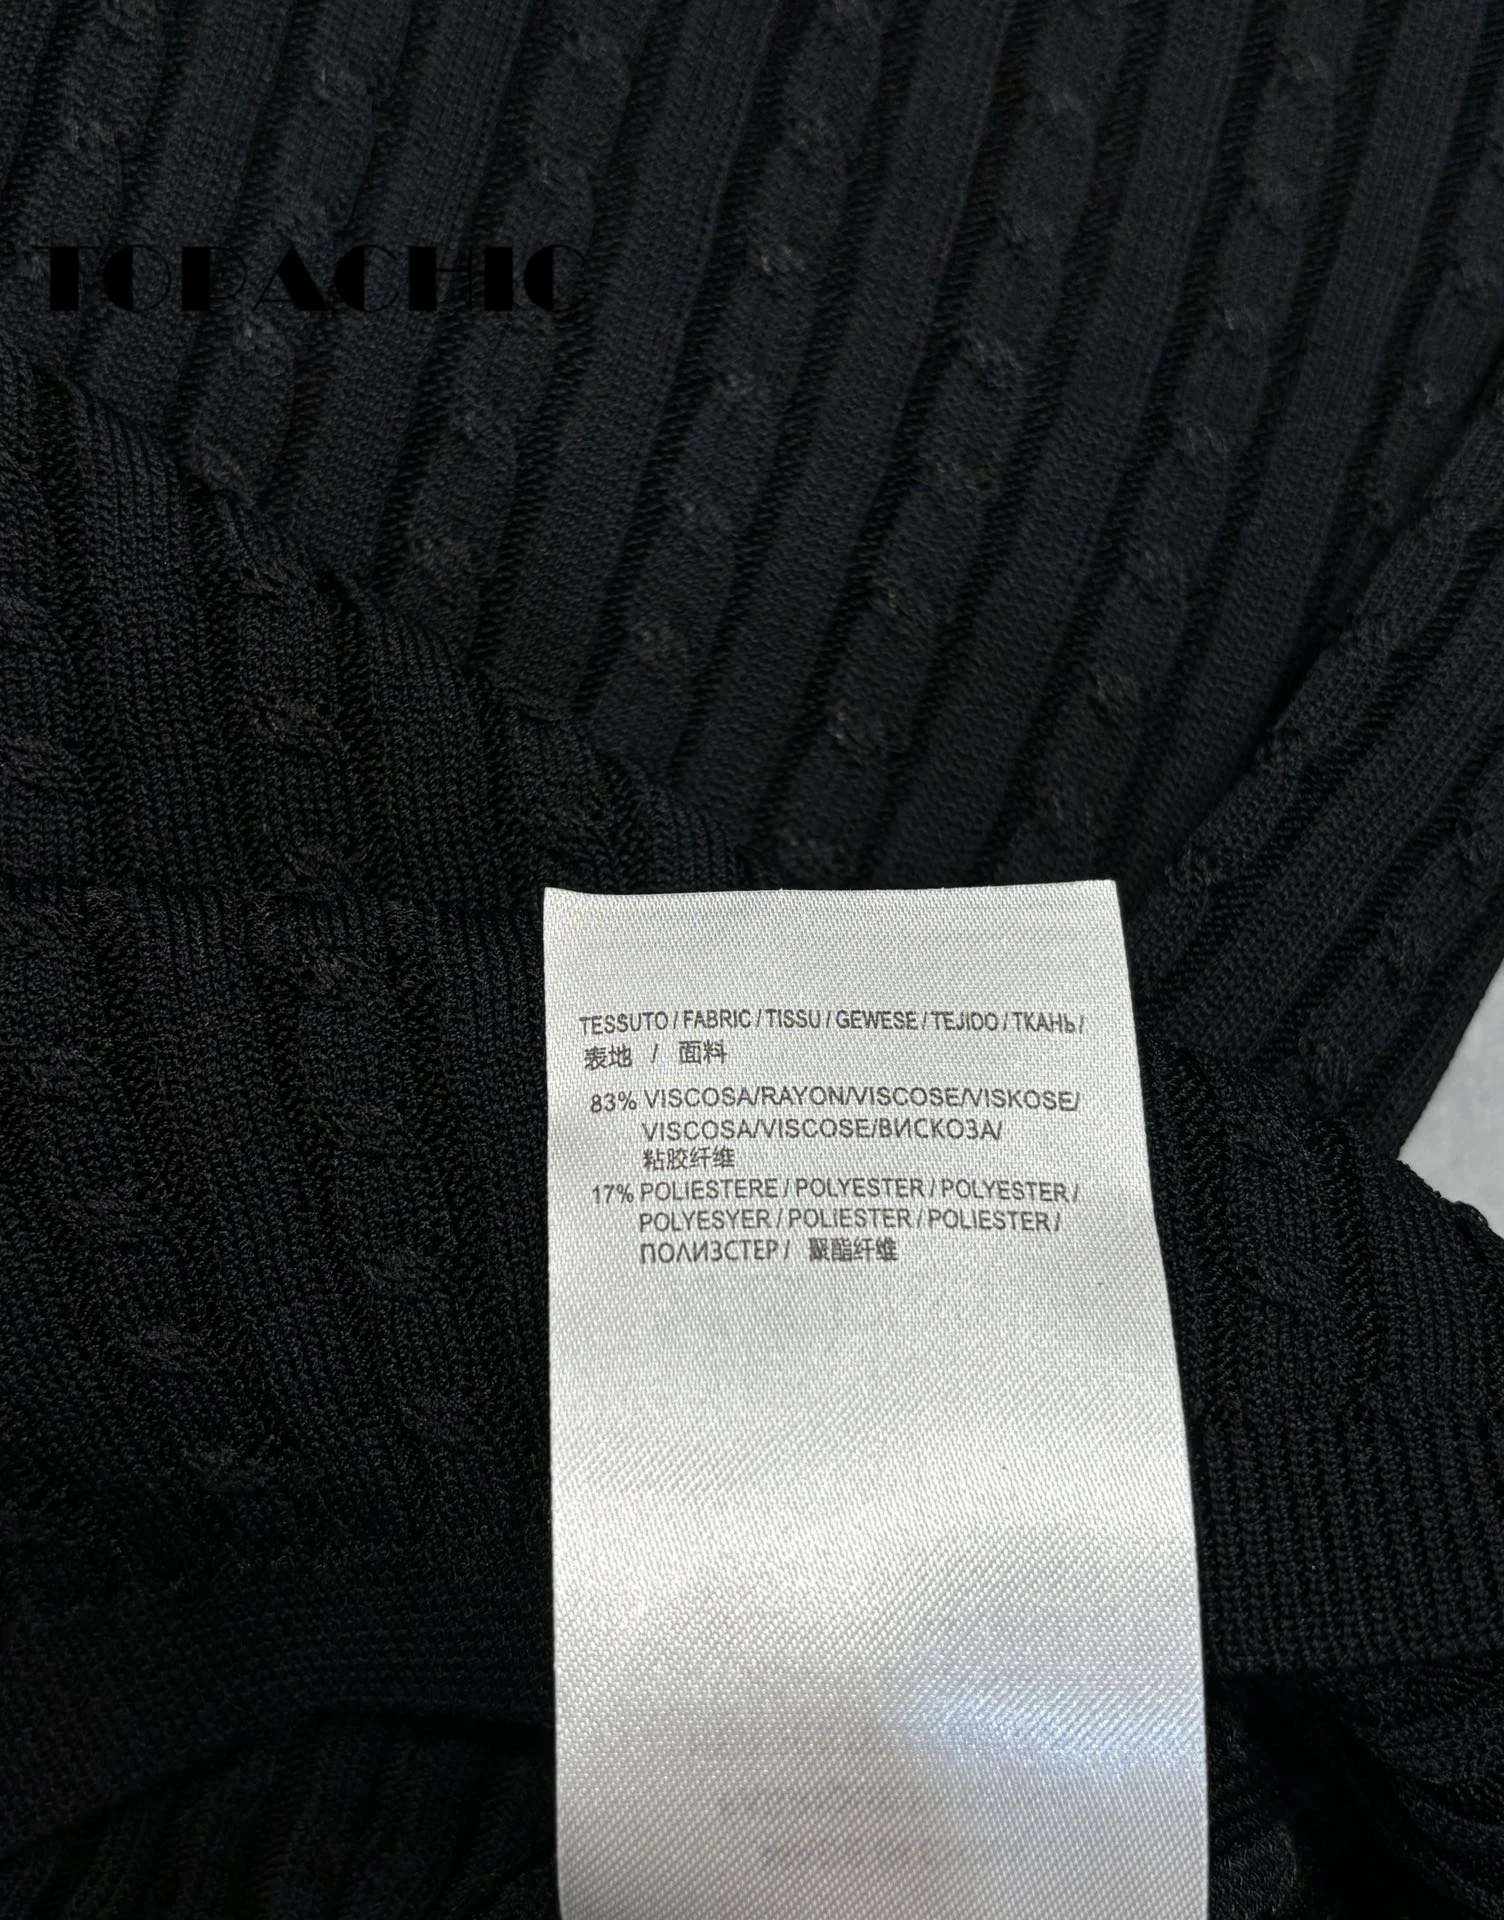 TOPACHIC
TESSUTO / FABRIC / TISSU / GEWESE / TEJIDO / ТКАНЬ /
表地 / 面料
83% VISCOSA/RAYON/VISCOSE/VISKOSE/
VISCOSA/VISCOSE/ВИСКОЗА/
粘胶纤维
17% POLIESTERE / POLYESTER / POLYESTER /
POLYESYER / POLIESTER / POLIESTER /
ПОЛИЗСТЕР / 聚酯纤维